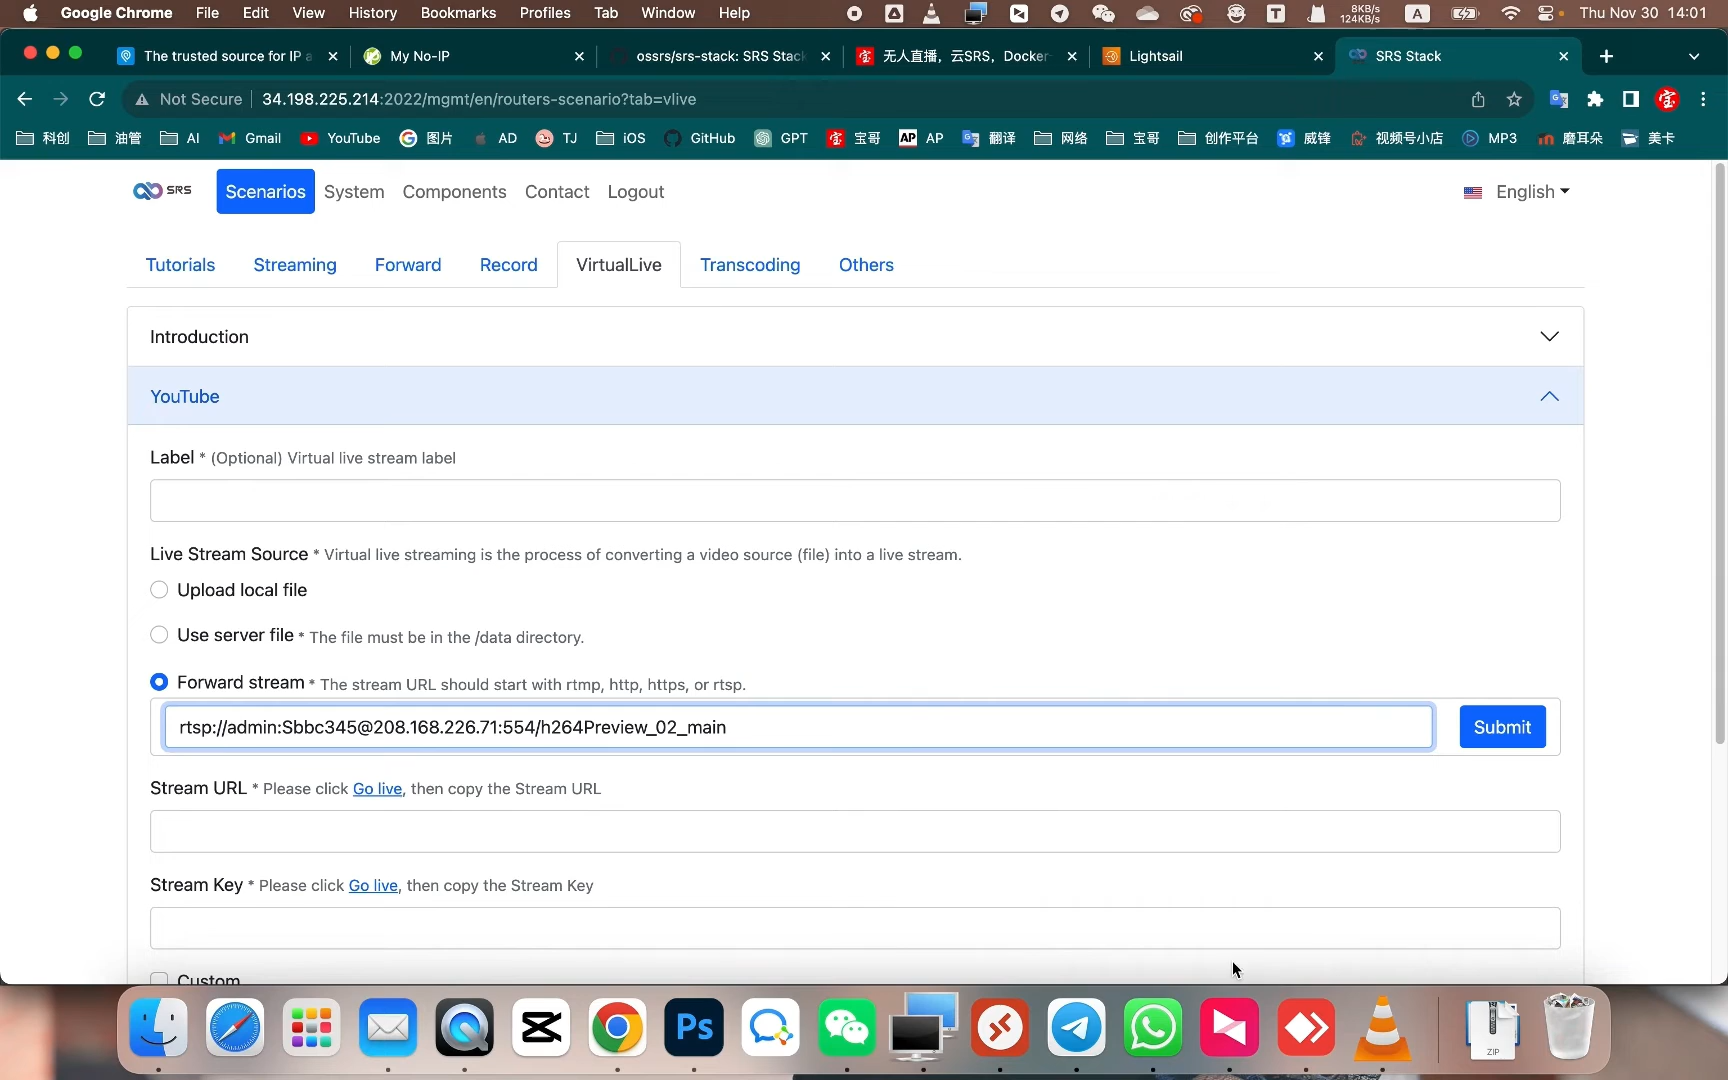 Google Chrome File Edit View History Bookmarks Profiles Tab Window Help 8KB/s 124KB/s A Thu Nov 30 14:01
The trusted source for IP a My No-IP ossrs/srs-stack: SRS Stack 无人直播，云SRS，Docker Lightsail SRS Stack
Not Secure 34.198.225.214:2022/mgmt/en/routers-scenario?tab=vlive
科创 油管 AI Gmail YouTube 图片 AD TJ iOS GitHub GPT 宝哥 AP 翻译 网络 宝哥 创作平台 威锋 视频号小店 MP3 磨耳朵 美卡
SRS Scenarios System Components Contact Logout English
Tutorials Streaming Forward Record VirtualLive Transcoding Others
Introduction
YouTube
Label * (Optional) Virtual live stream label
Live Stream Source * Virtual live streaming is the process of converting a video source (file) into a live stream.
Upload local file
Use server file * The file must be in the /data directory.
Forward stream * The stream URL should start with rtmp, http, https, or rtsp.
rtsp://admin:Sbbc345@208.168.226.71:554/h264Preview_02_main Submit
Stream URL * Please click Go live, then copy the Stream URL
Stream Key * Please click Go live, then copy the Stream Key
Custom
Ps ZIP